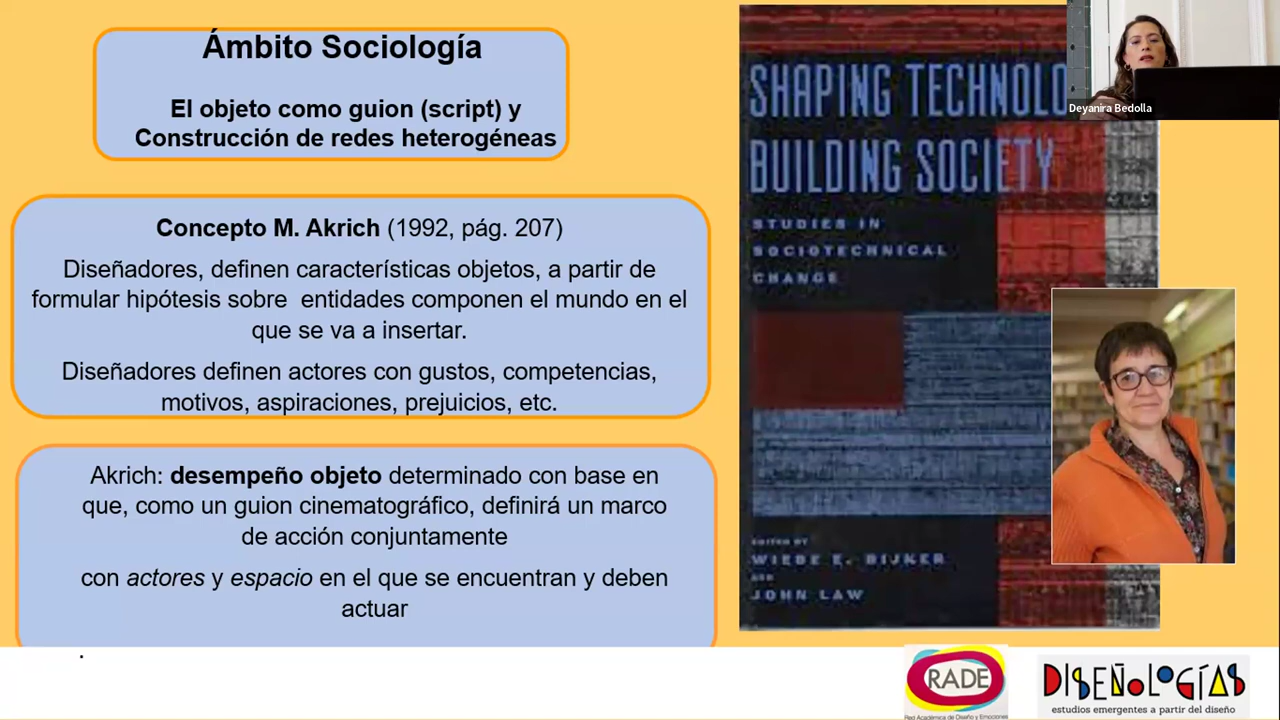 Ámbito Sociología
El objeto como guion (script) y
Construcción de redes heterogéneas
Concepto M. Akrich (1992, pág. 207)
Diseñadores, definen características objetos, a partir de
formular hipótesis sobre entidades componen el mundo en el
que se va a insertar.
Diseñadores definen actores con gustos, competencias,
motivos, aspiraciones, prejuicios, etc.
Akrich: desempeño objeto determinado con base en
que, como un guion cinematográfico, definirá un marco
de acción conjuntamente
con actores y espacio en el que se encuentran y deben
actuar
.
SHAPING TECHNOLO
BUILDING SOCIETY
STUDIES IN
SOCIOTECHNICAL
CHANGE
EDITED BY
WIEBE E. BIJKER
AND
JOHN LAW
Deyanira Bedolla
RADE
Red Académica de Diseño y Emociones
DISEÑOLOGÍAS
estudios emergentes a partir del diseño